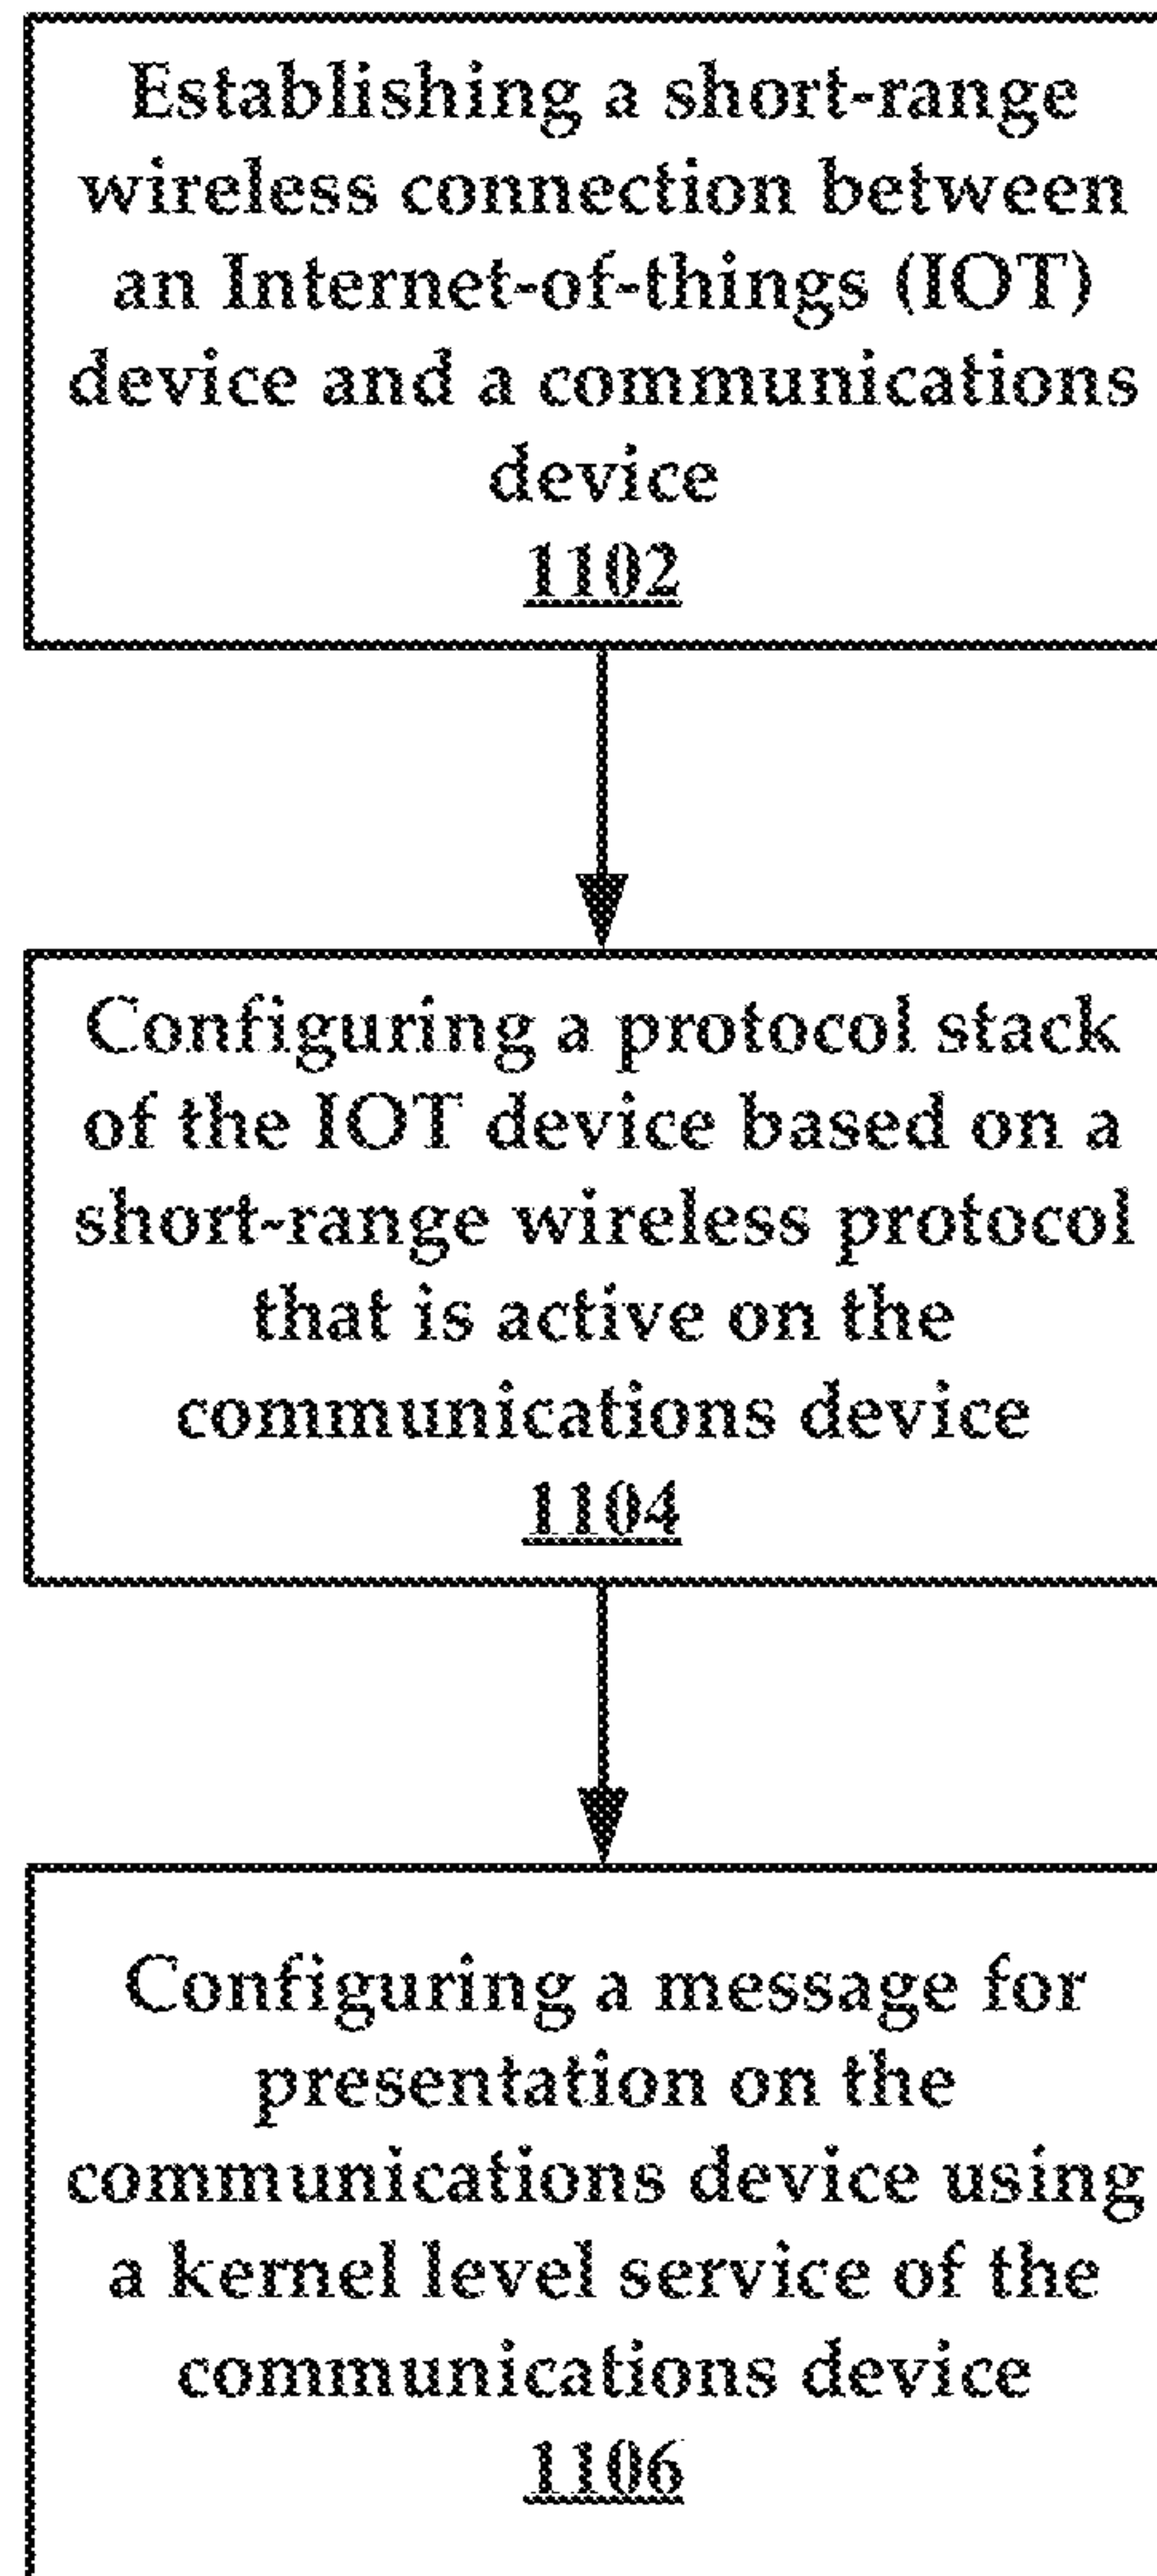 Establishing a short-range
wireless connection between
an Internet-of-things (IOT)
device and a communications
device
1102
Configuring a protocol stack
of the IOT device based on a
short-range wireless protocol
that is active on the
communications device
1104
Configuring a message for
presentation on the
communications device using
a kernel level service of the
communications device
1106